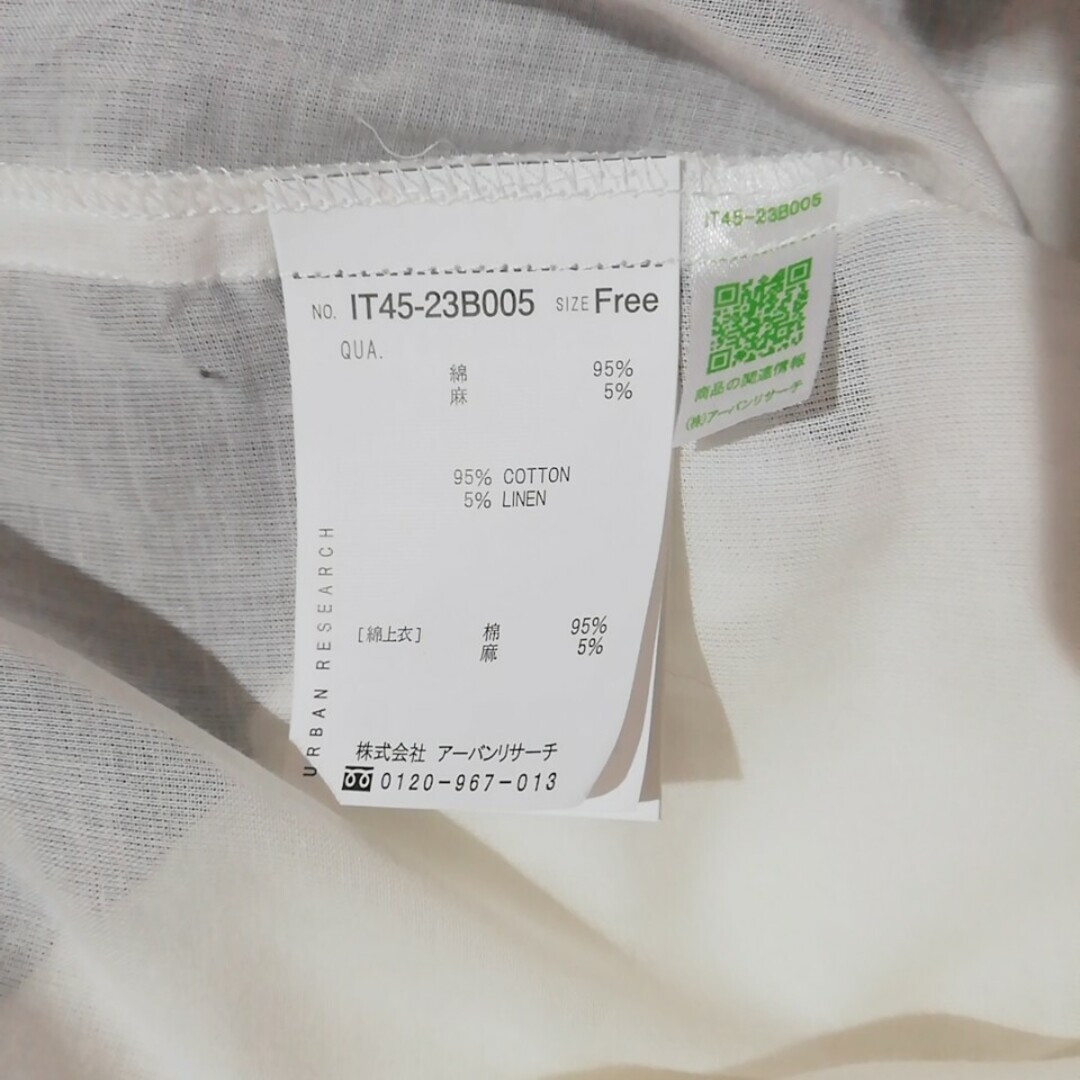 NO. IT45-23B005 SIZE Free
QUA.
綿 95%
麻 5%
95% COTTON
5% LINEN
[綿上衣] 棉 95%
麻 5%
URBAN RESEARCH
株式会社 アーバンリサーチ
0120-967-013
IT45-23B005
商品の関連情報
(株)アーバンリサーチ